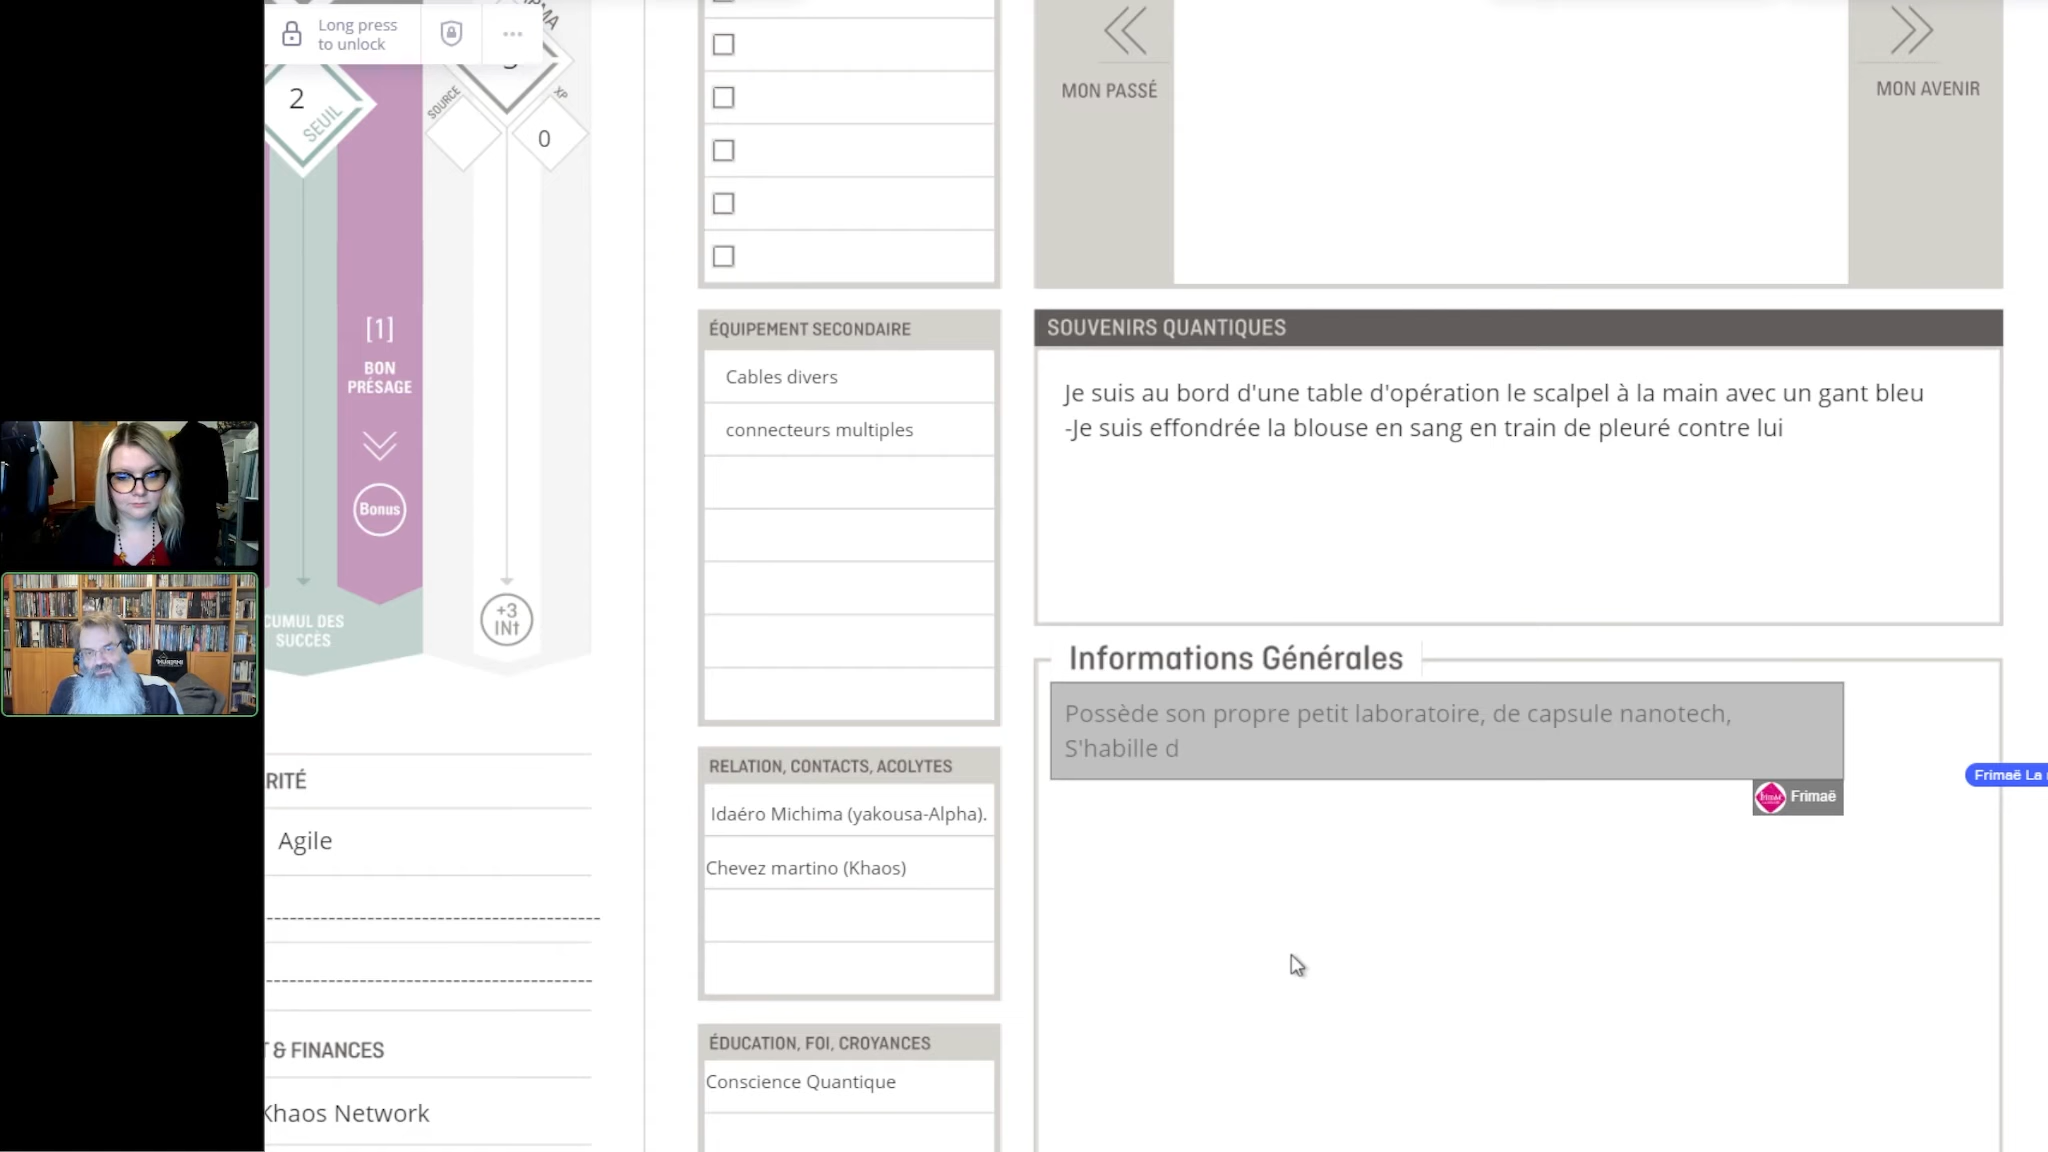 Long press
to unlock
2
SEUIL
SOURCE
XP
0
[1]
BON
PRÉSAGE
Bonus
CUMUL DES
SUCCÈS
+3
INt
RITÉ
Agile
& FINANCES
Khaos Network
ÉQUIPEMENT SECONDAIRE
Cables divers
connecteurs multiples
RELATION, CONTACTS, ACOLYTES
Idaéro Michima (yakousa-Alpha).
Chevez martino (Khaos)
ÉDUCATION, FOI, CROYANCES
Conscience Quantique
MON PASSÉ
MON AVENIR
SOUVENIRS QUANTIQUES
Je suis au bord d'une table d'opération le scalpel à la main avec un gant bleu
-Je suis effondrée la blouse en sang en train de pleuré contre lui
Informations Générales
Possède son propre petit laboratoire, de capsule nanotech,
S'habille d
Frimaë
Frimaë La